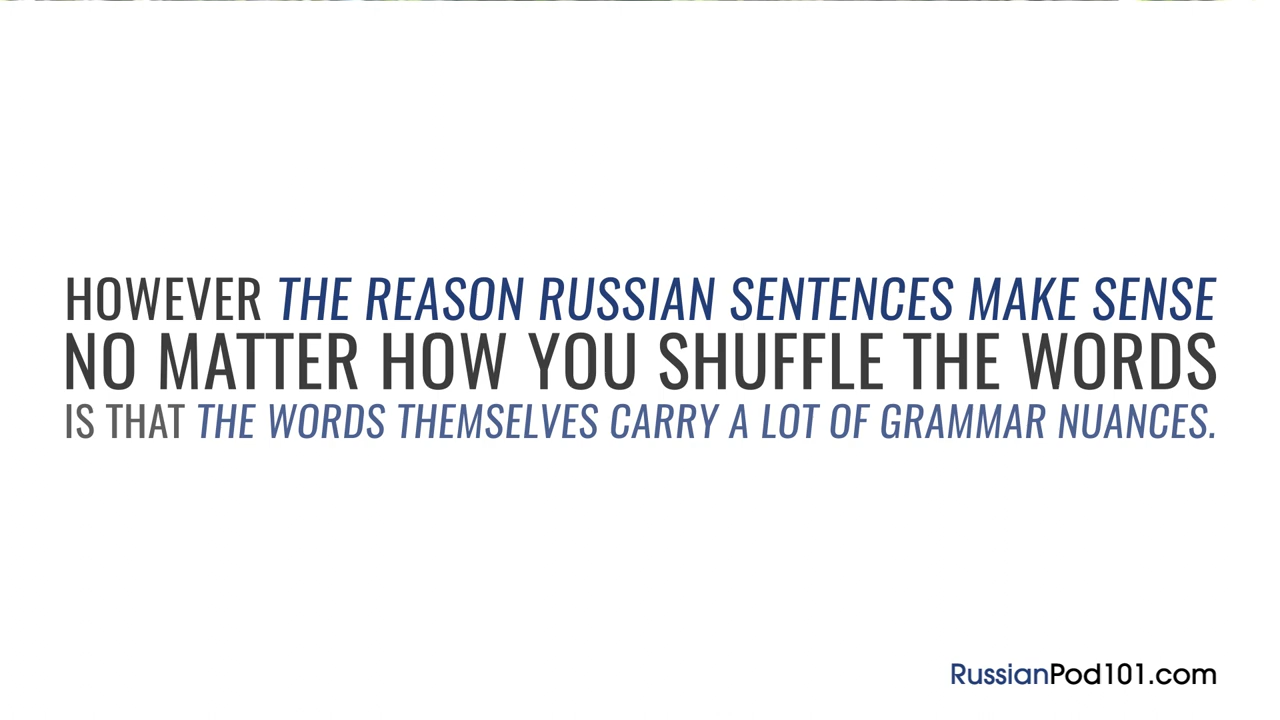 HOWEVER THE REASON RUSSIAN SENTENCES MAKE SENSE
NO MATTER HOW YOU SHUFFLE THE WORDS
IS THAT THE WORDS THEMSELVES CARRY A LOT OF GRAMMAR NUANCES.
RussianPod101.com